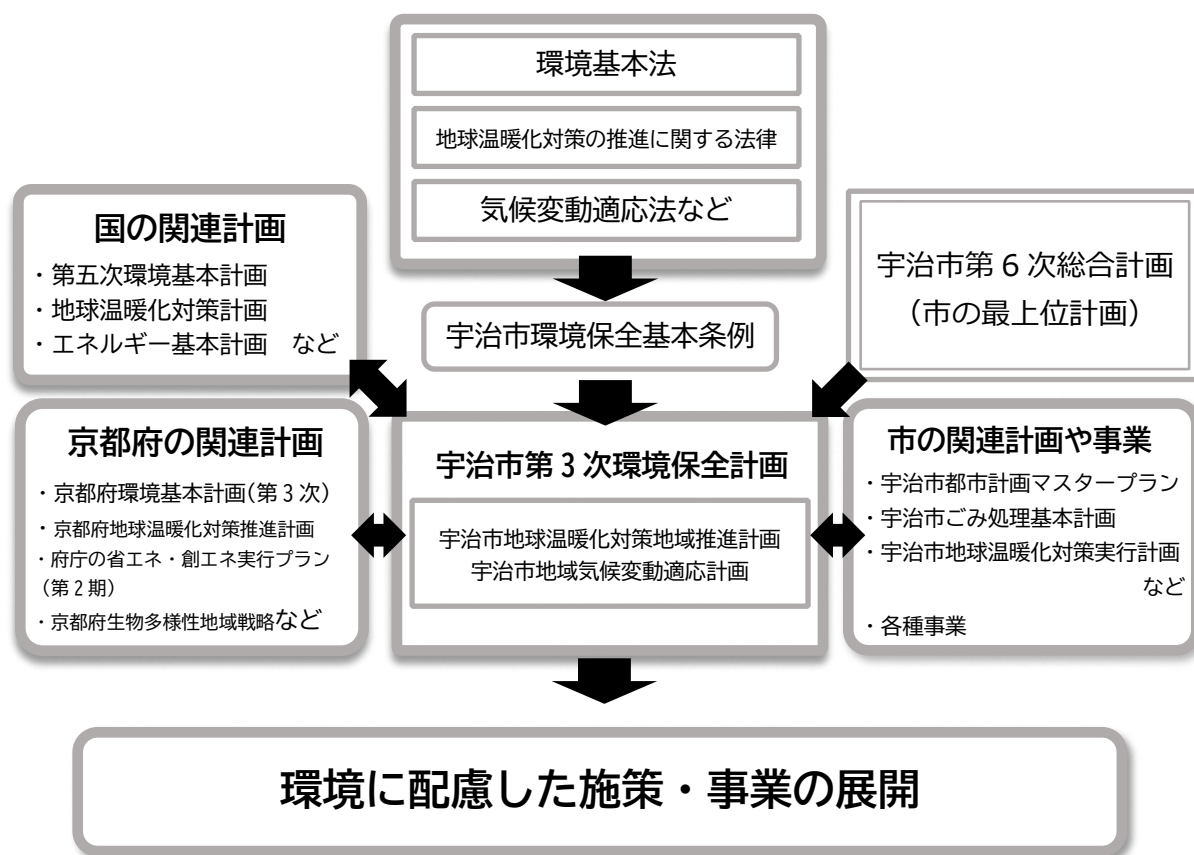 環境基本法
地球温暖化対策の推進に関する法律
気候変動適応法など
国の関連計画
・第五次環境基本計画
・地球温暖化対策計画
・エネルギー基本計画　など
宇治市第6次総合計画
（市の最上位計画）
宇治市環境保全基本条例
京都府の関連計画
・京都府環境基本計画(第3次)
・京都府地球温暖化対策推進計画
・府庁の省エネ・創エネ実行プラン
(第2期)
・京都府生物多様性地域戦略など
宇治市第3次環境保全計画
宇治市地球温暖化対策地域推進計画
宇治市地域気候変動適応計画
市の関連計画や事業
・宇治市都市計画マスタープラン
・宇治市ごみ処理基本計画
・宇治市地球温暖化対策実行計画
など
・各種事業
環境に配慮した施策・事業の展開